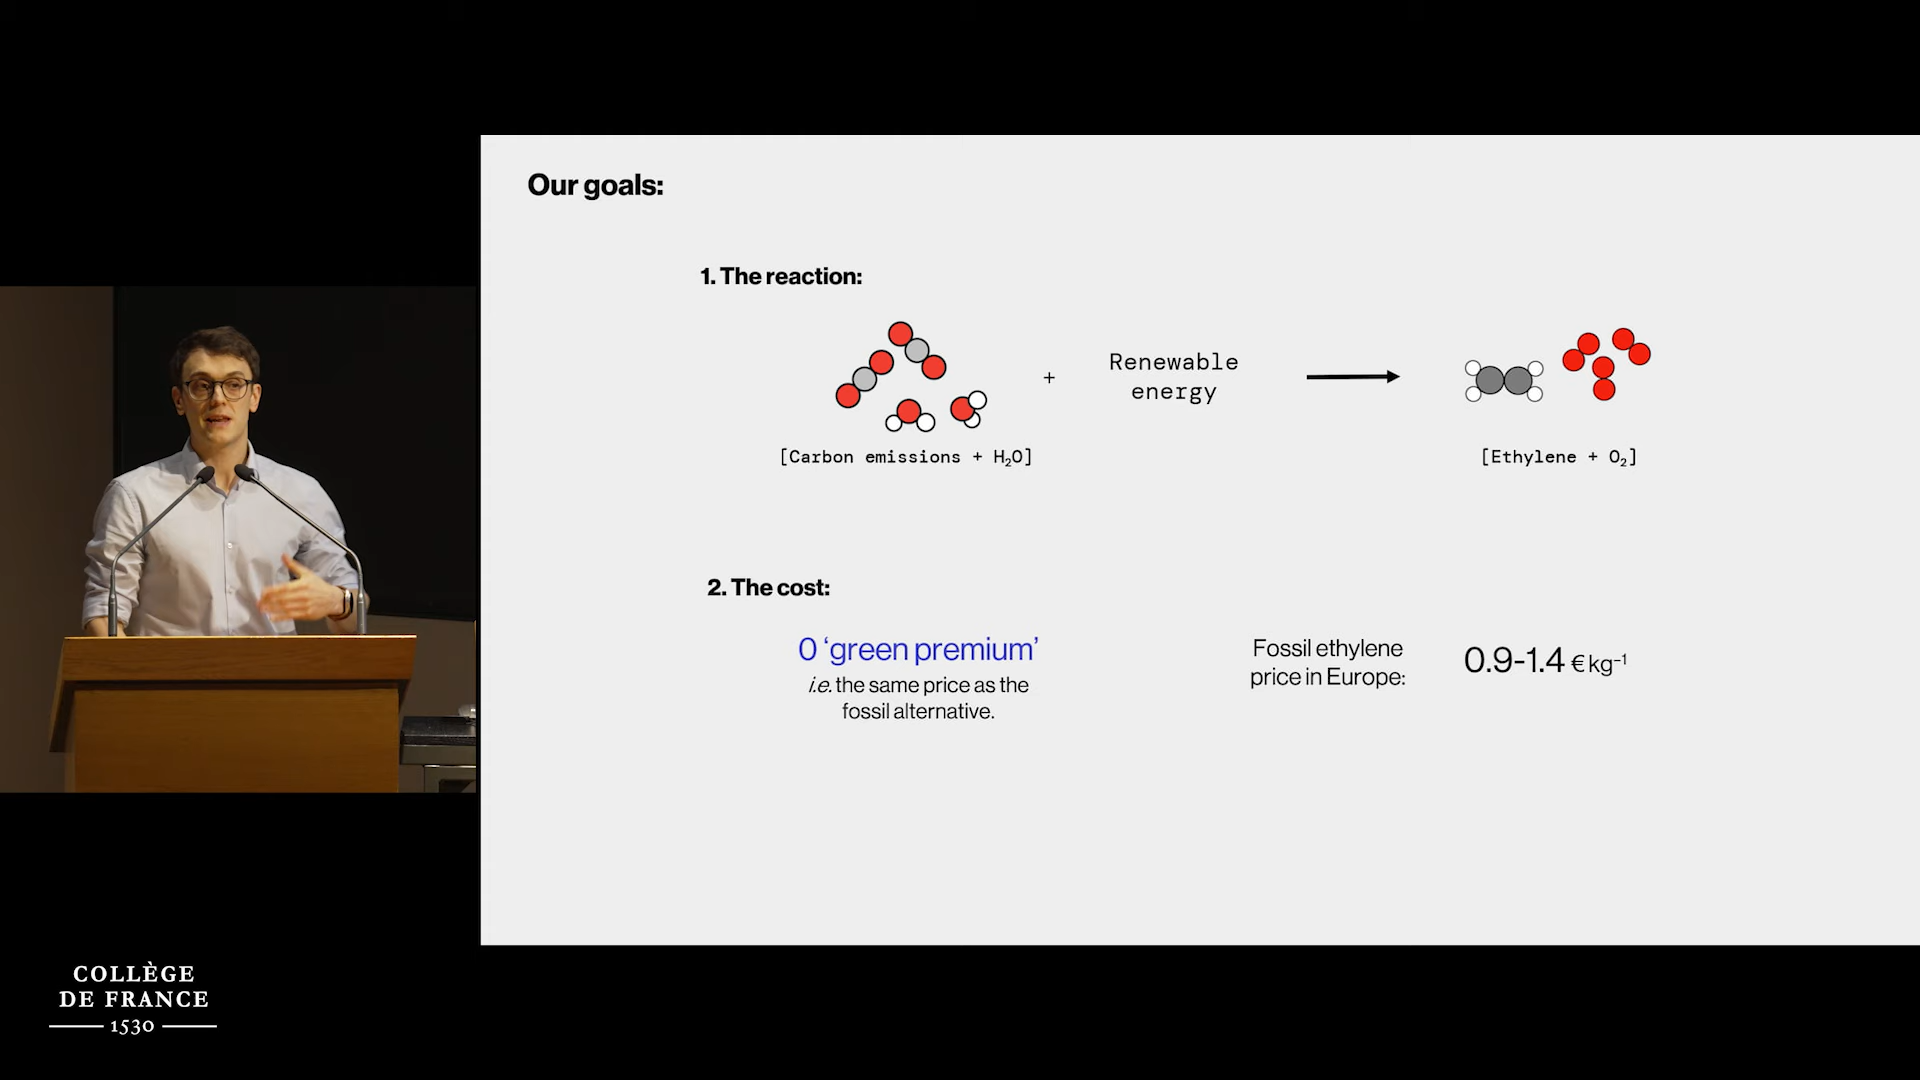 Our goals:
1. The reaction:
+
Renewable
energy
[Carbon emissions + H₂O]
[Ethylene + O₂]
2. The cost:
0 ‘green premium’
i.e. the same price as the
fossil alternative.
Fossil ethylene
price in Europe:
0.9-1.4 € kg⁻¹
COLLÈGE
DE FRANCE
1530